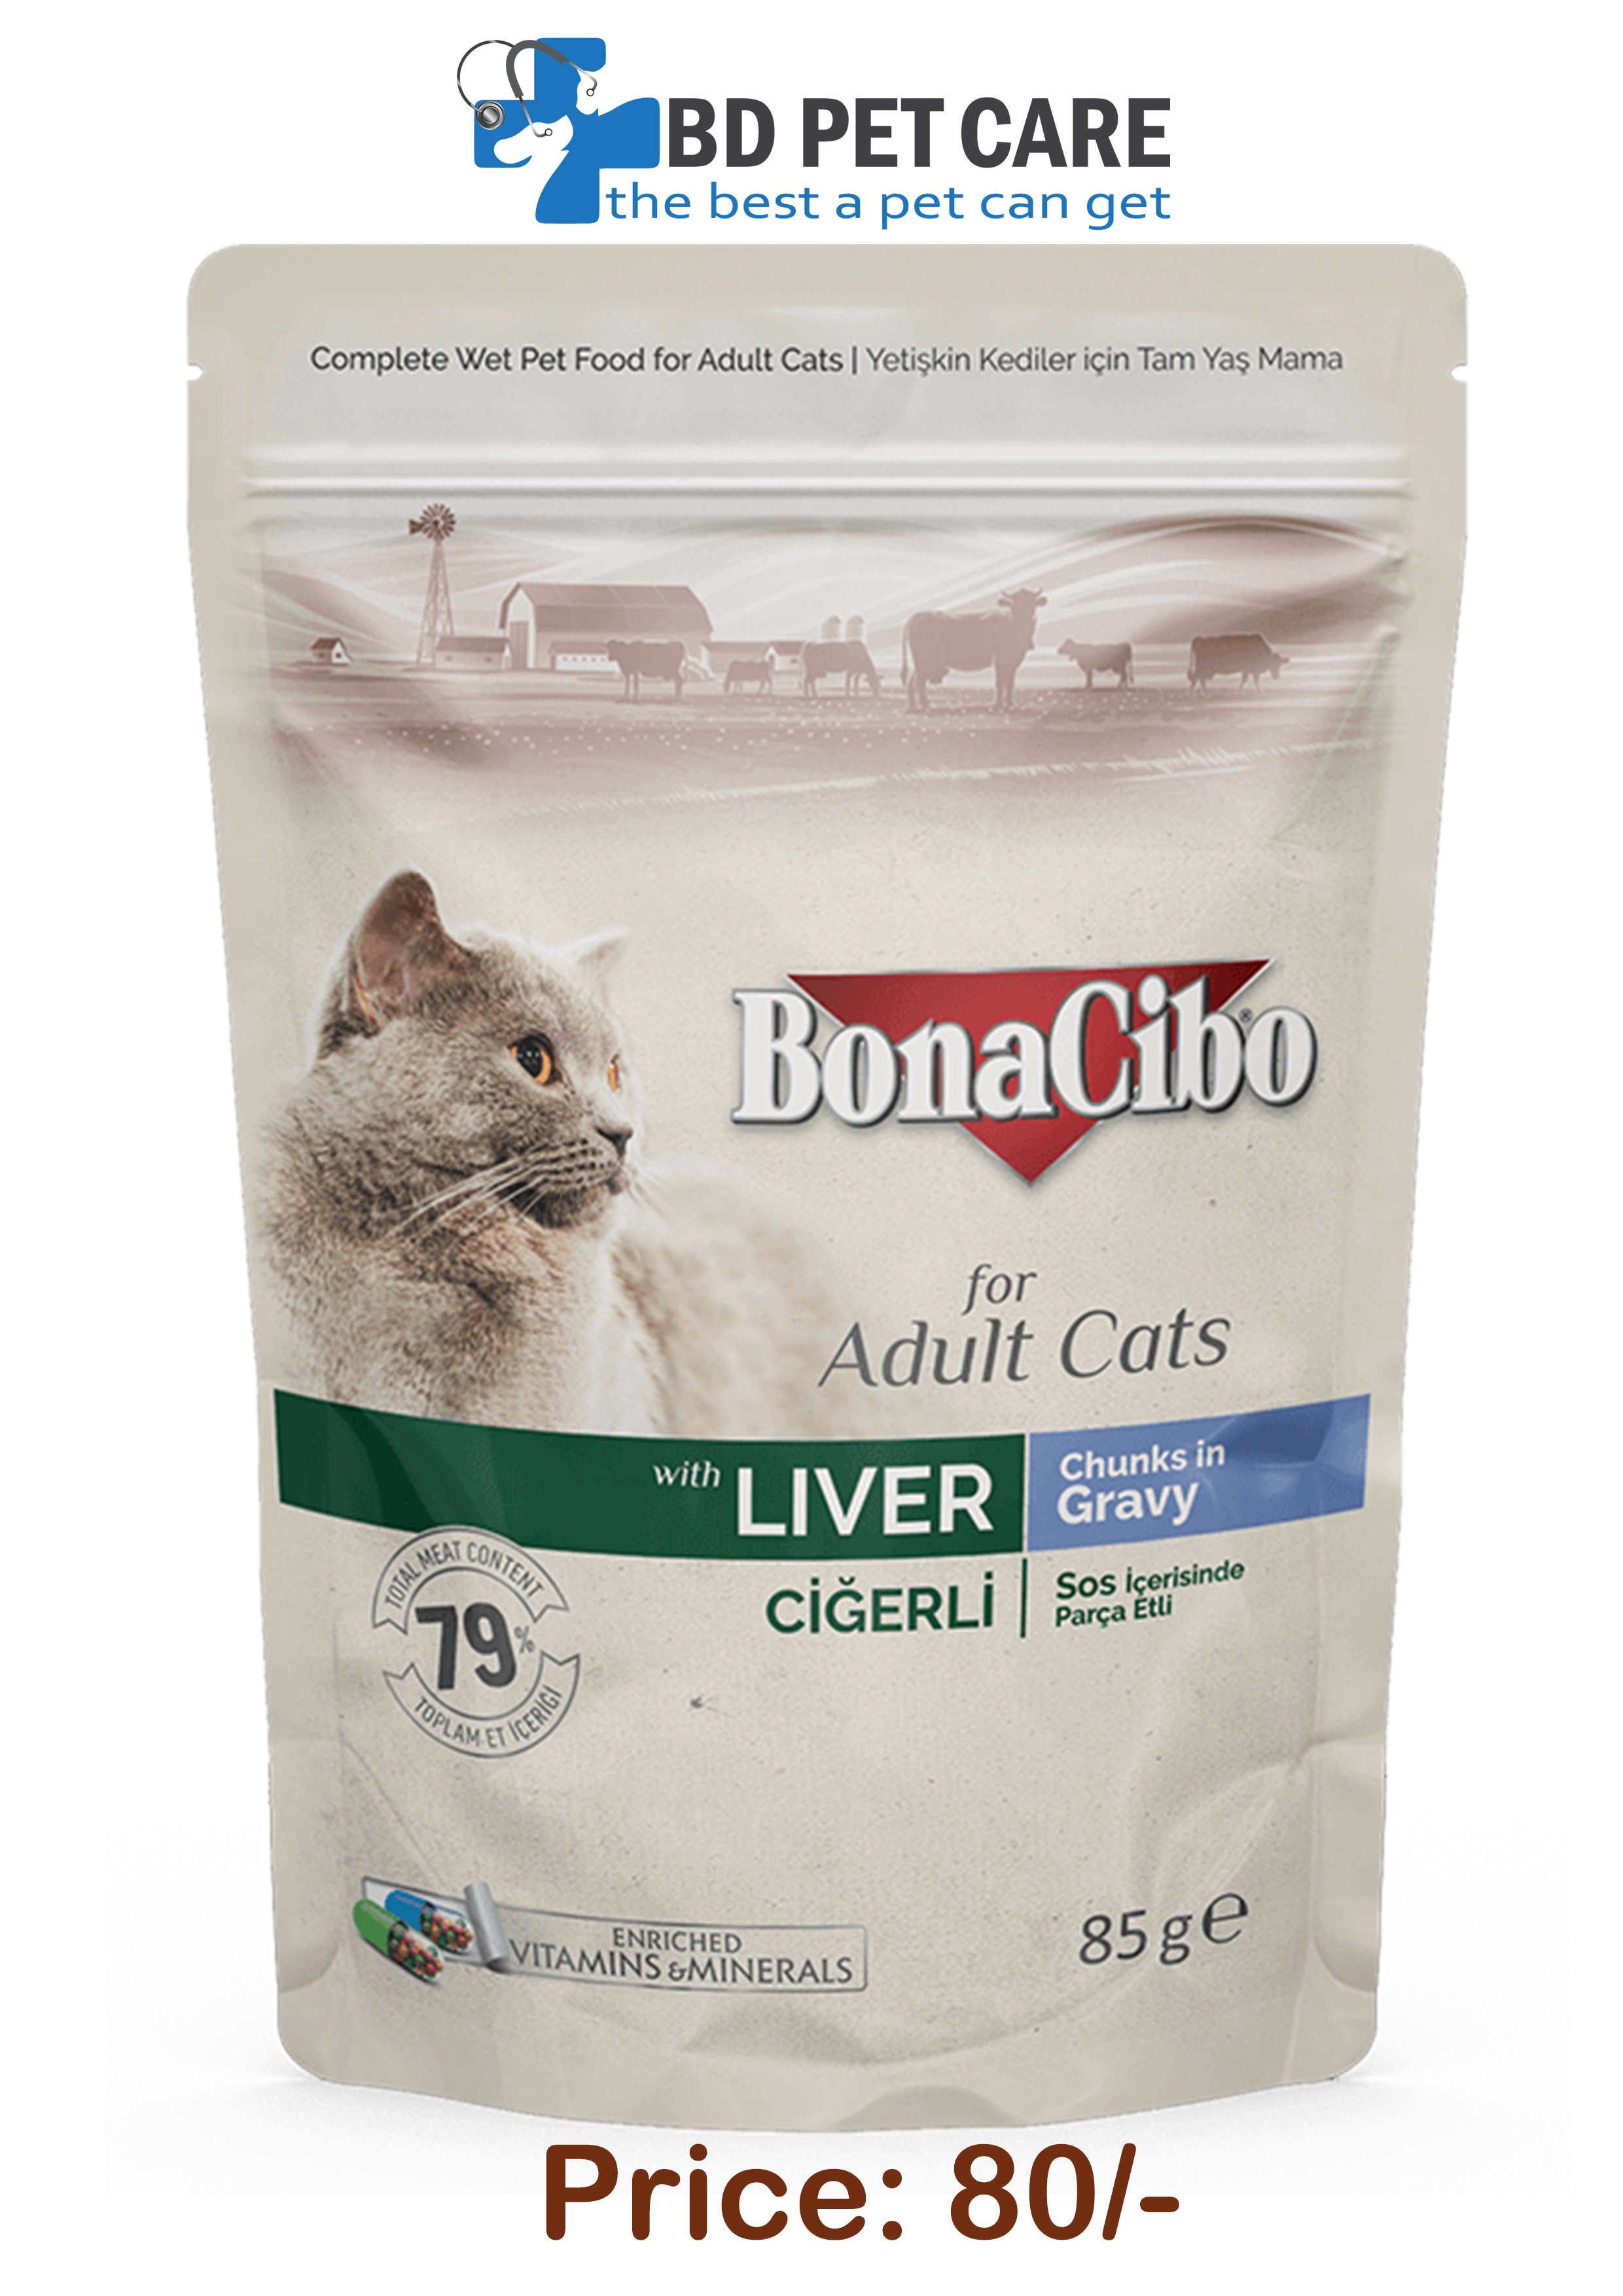 BD PET CARE
the best a pet can get
Complete Wet Pet Food for Adult Cats | Yetişkin Kediler için Tam Yaş Mama
BonaCibo®
for
Adult Cats
with LIVER
Chunks in
Gravy
CİĞERLİ
Sos İçerisinde
Parça Etli
TOTAL MEAT CONTENT
79%
TOPLAM ET İÇERİĞİ
ENRICHED
VITAMINS & MINERALS
85 g e
Price: 80/-